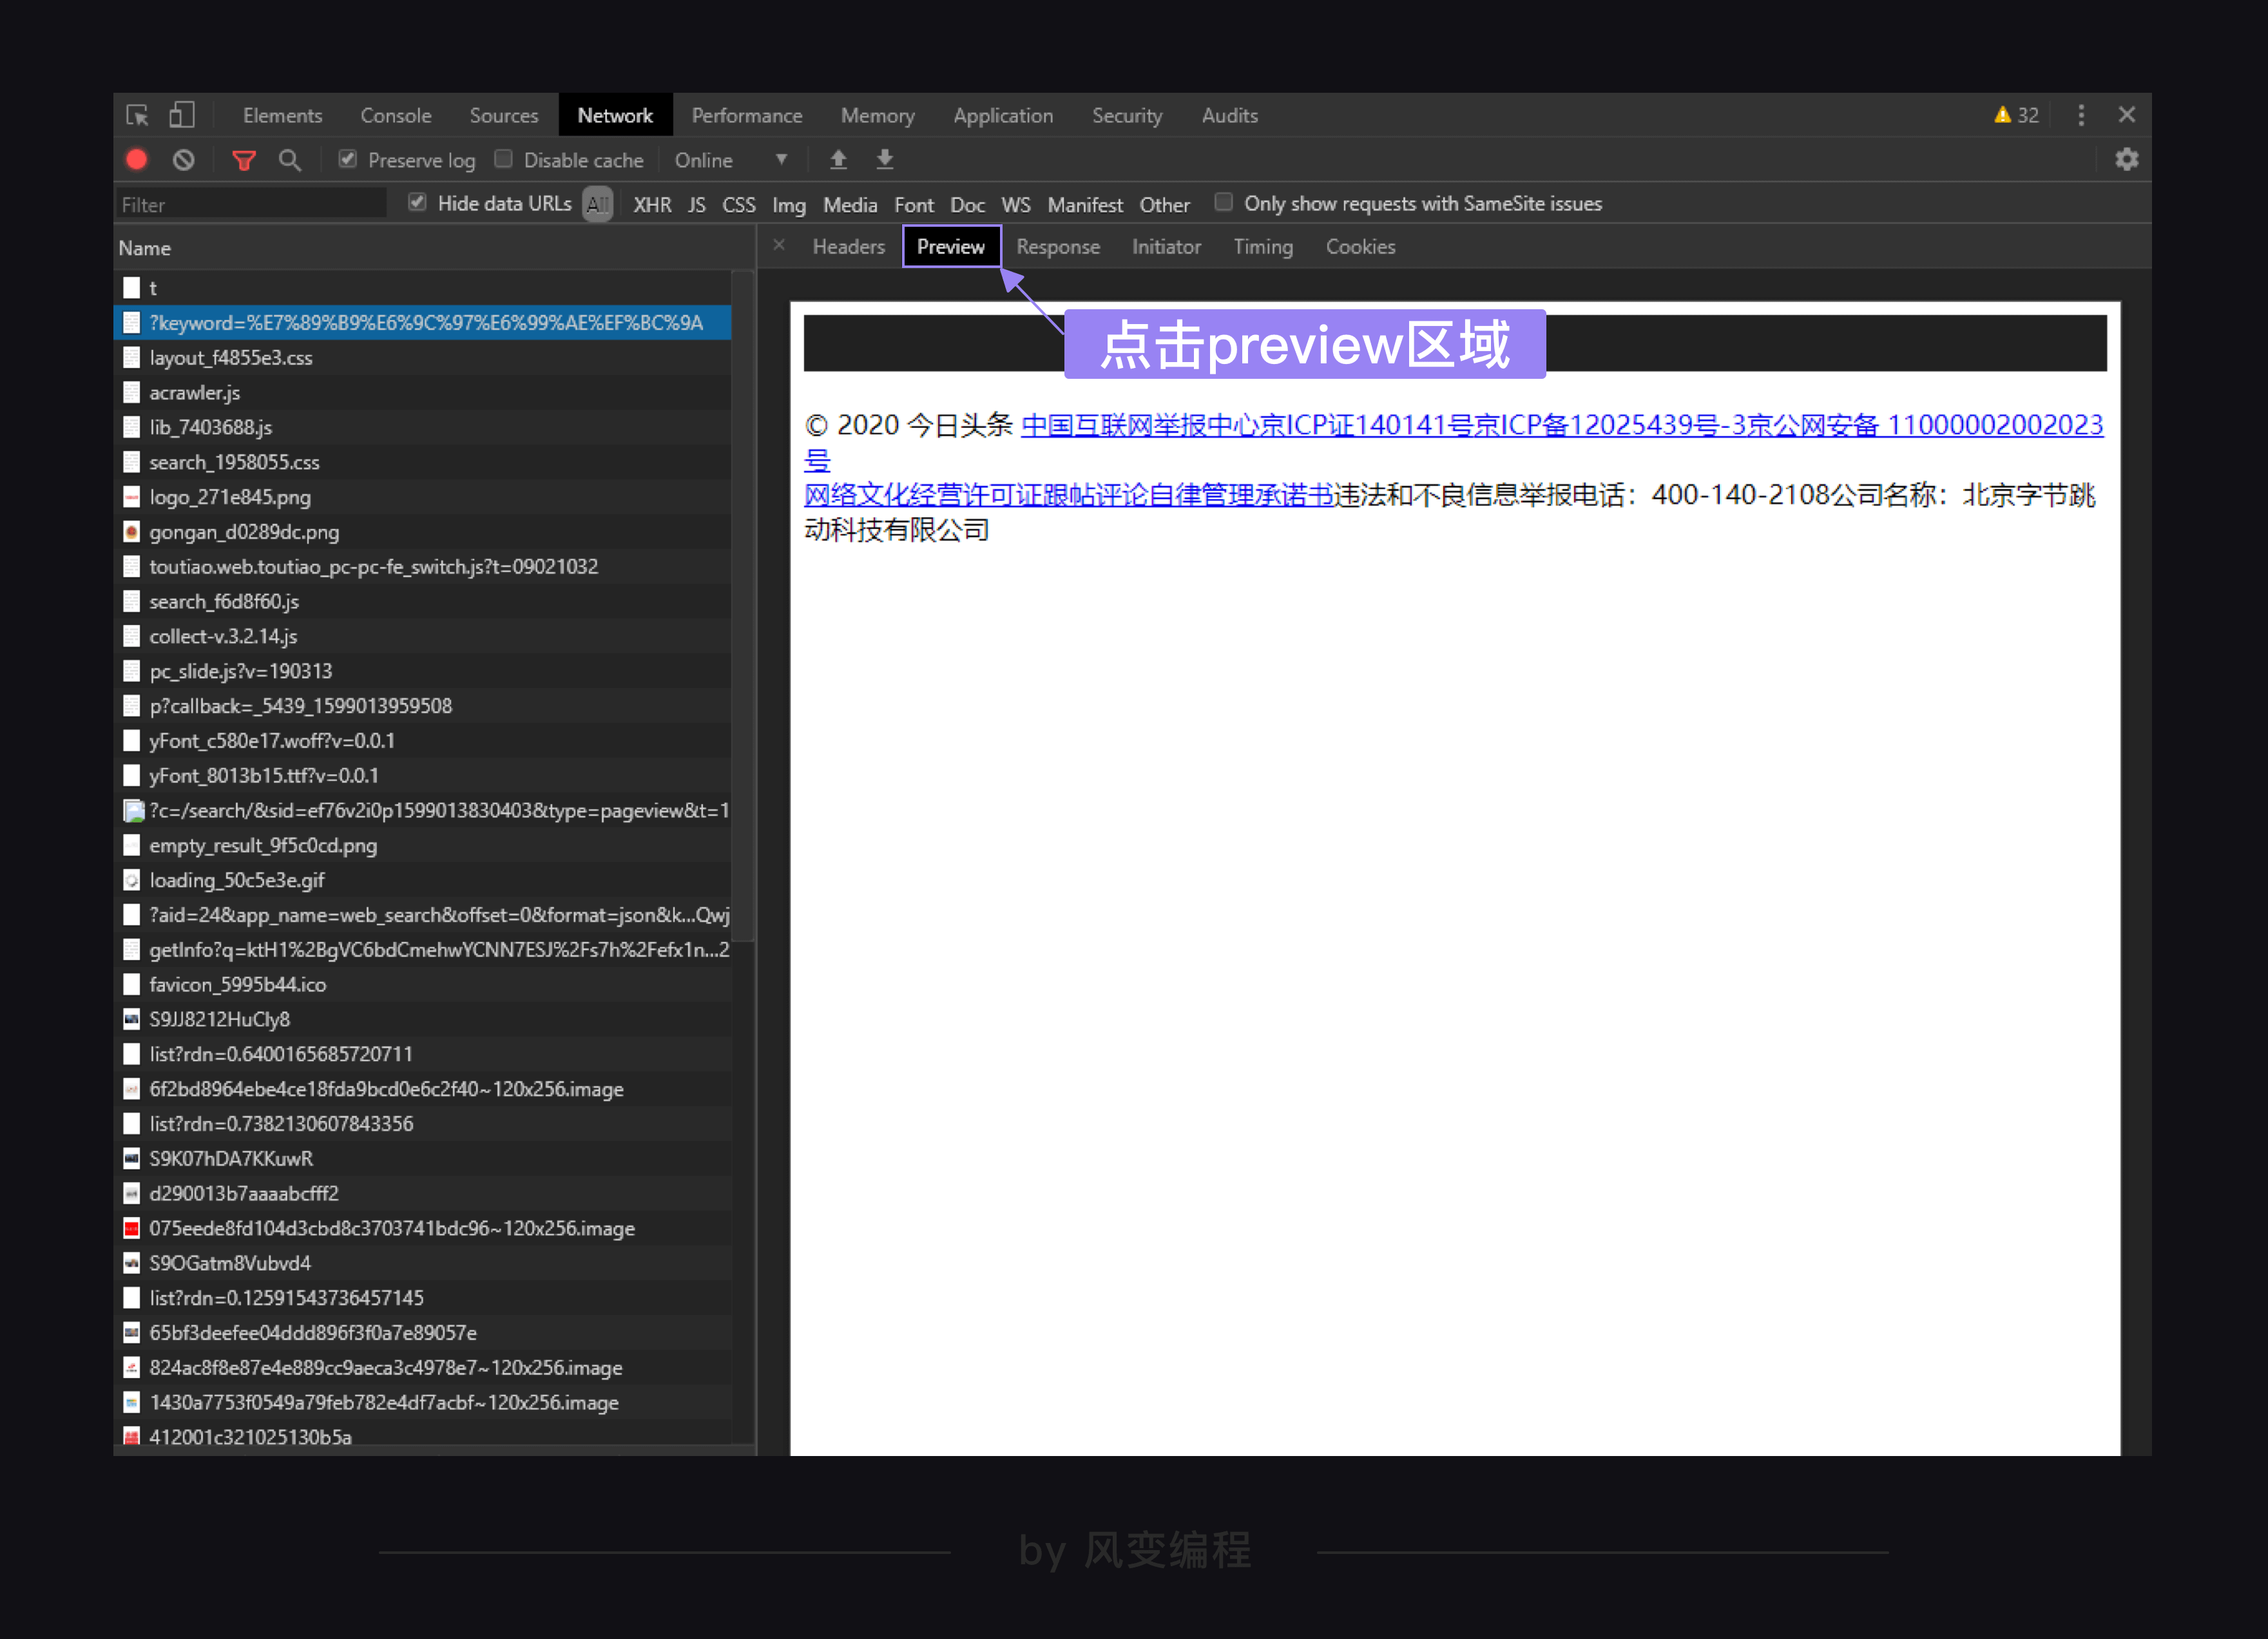 Elements Console Sources Network Performance Memory Application Security Audits 32
Preserve log Disable cache Online
Filter Hide data URLs All XHR JS CSS Img Media Font Doc WS Manifest Other Only show requests with SameSite issues
Name
Headers Preview Response Initiator Timing Cookies
t
?keyword=%E7%89%B9%E6%9C%97%E6%99%AE%EF%BC%9A
layout_f4855e3.css
acrawler.js
lib_7403688.js
search_1958055.css
logo_271e845.png
gongan_d0289dc.png
toutiao.web.toutiao_pc-pc-fe_switch.js?t=09021032
search_f6d8f60.js
collect-v.3.2.14.js
pc_slide.js?v=190313
p?callback=_5439_1599013959508
yFont_c580e17.woff?v=0.0.1
yFont_8013b15.ttf?v=0.0.1
?c=/search/&sid=ef76v2i0p1599013830403&type=pageview&t=1
empty_result_9f5c0cd.png
loading_50c5e3e.gif
?aid=24&app_name=web_search&offset=0&format=json&k...Qwj
getInfo?q=ktH1%2BgVC6bdCmehwYCNN7ESJ%2Fs7h%2Fefx1n...2
favicon_5995b44.ico
S9JJ8212HuCly8
list?rdn=0.6400165685720711
6f2bd8964ebe4ce18fda9bcd0e6c2f40~120x256.image
list?rdn=0.7382130607843356
S9K07hDA7KKuwR
d290013b7aaaabcfff2
075eede8fd104d3cbd8c3703741bdc96~120x256.image
S9OGatm8Vubvd4
list?rdn=0.12591543736457145
65bf3deefee04ddd896f3f0a7e89057e
824ac8f8e87e4e889cc9aeca3c4978e7~120x256.image
1430a7753f0549a79feb782e4df7acbf~120x256.image
412001c321025130b5a
点击preview区域
© 2020 今日头条 中国互联网举报中心京ICP证140141号京ICP备12025439号-3京公网安备 11000002002023
号
网络文化经营许可证跟帖评论自律管理承诺书违法和不良信息举报电话：400-140-2108公司名称：北京字节跳
动科技有限公司
by 风变编程